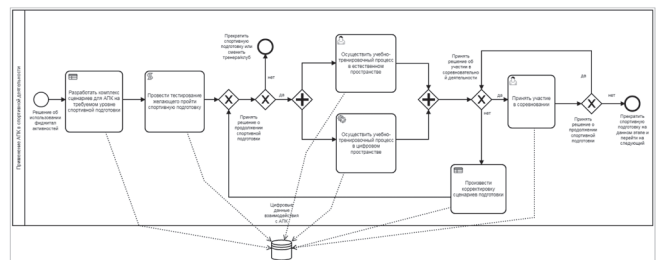 Применение АПК в спортивной деятельности
Решение об
использовании
фиджитал
активностей
Разработать комплекс
сценариев для АПК на
требуемом уровне
спортивной подготовки
Провести тестирование
желающего пройти
спортивную подготовку
Принять
решение о
продолжении
спортивной
подготовки
Прекратить
спортивную
подготовку или
сменить
тренера/клуб
нет
да
Осуществить учебно-
тренировочный процесс
в естественном
пространстве
Осуществить учебно-
тренировочный процесс
в цифровом
пространстве
Принять
решение об
участие в
соревновательно
й деятельности
да
нет
Принять участие
в соревновании
да
нет
Принять
решение о
продолжении
спортивной
подготовки
Прекратить
спортивную
подготовку на
данном этапе и
перейти на
следующий
Произвести
корректировку
сценариев подготовки
Цифровые
данные
взаимодействия
с АПК